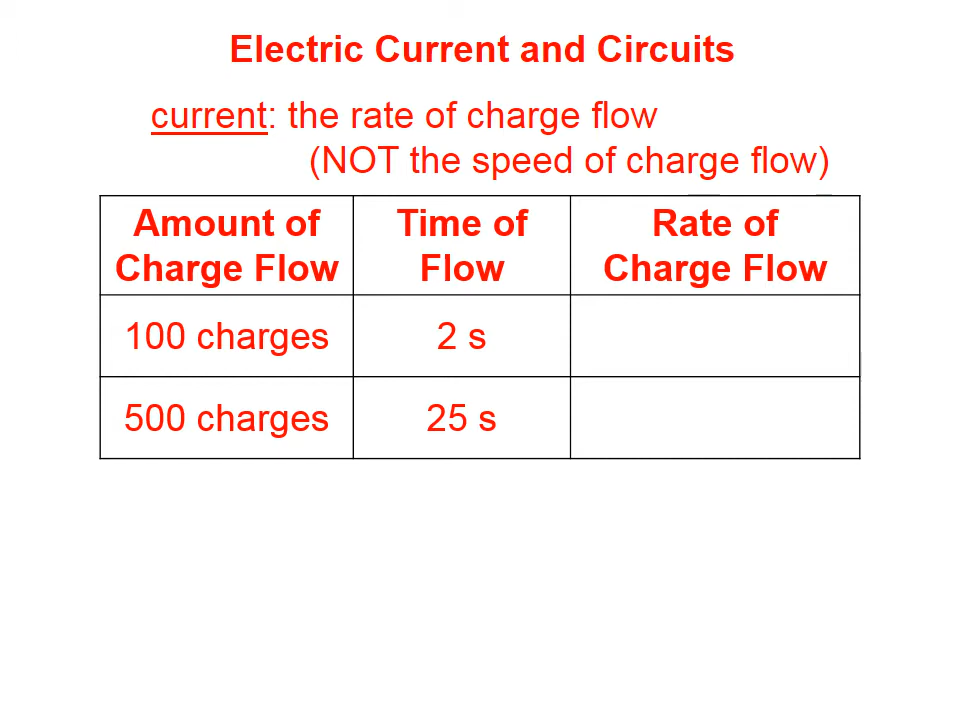 Electric Current and Circuits
current: the rate of charge flow
(NOT the speed of charge flow)
Amount of Charge Flow
Time of Flow
Rate of Charge Flow
100 charges
2 s
500 charges
25 s